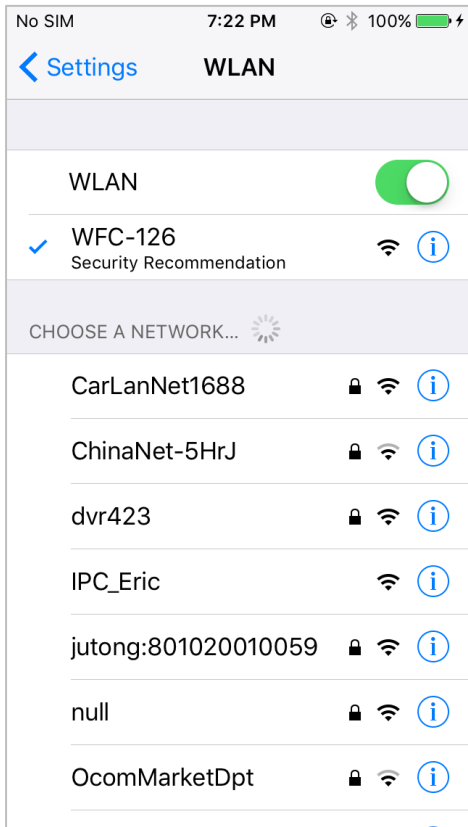 No SIM 7:22 PM 100%
Settings WLAN
WLAN
WFC-126
Security Recommendation
CHOOSE A NETWORK...
CarLanNet1688
ChinaNet-5HrJ
dvr423
IPC_Eric
jutong:801020010059
null
OcomMarketDpt